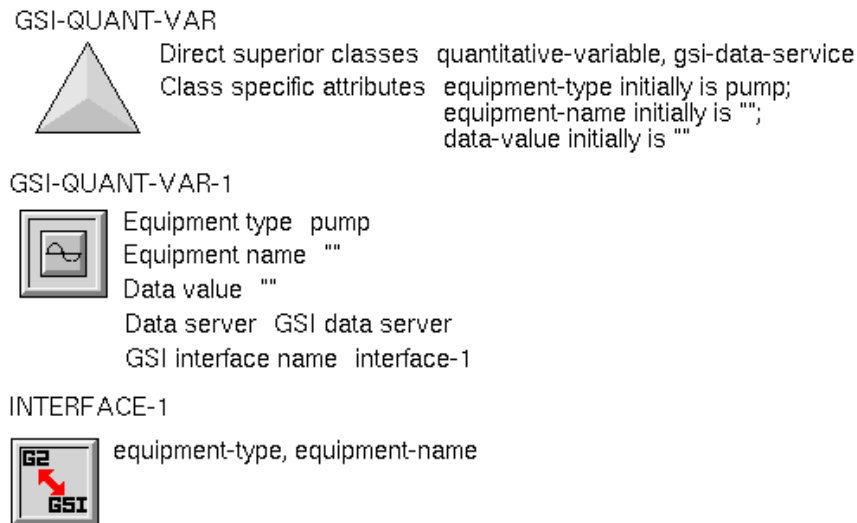 GSI-QUANT-VAR
Direct superior classes quantitative-variable, gsi-data-service
Class specific attributes equipment-type initially is pump;
equipment-name initially is "";
data-value initially is ""
GSI-QUANT-VAR-1
Equipment type pump
Equipment name ""
Data value ""
Data server GSI data server
GSI interface name interface-1
INTERFACE-1
G2
GSI
equipment-type, equipment-name